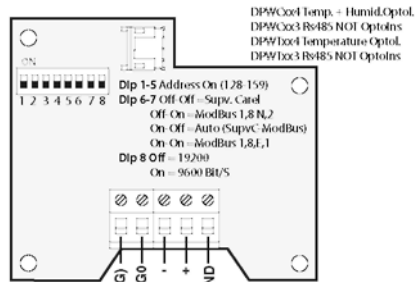 DPWCxx4 Temp. + Humid.Optol.
DPWCxx3 Rs485 NOT OptoIns
DPWTxx4 Temperature Optol.
DPWTxx3 Rs485 NOT OptoIns
ON
1 2 3 4 5 6 7 8
Dip 1-5 Address On (128-159)
Dip 6-7 Off-Off =Supv. Carel
Off-On =ModBus 1,8 N,2
On-Off =Auto (SupvC-ModBus)
On-On =ModBus 1,8,E,1
Dip 8 Off = 19200
On = 9600 Bit/S
G) G0 - + ND